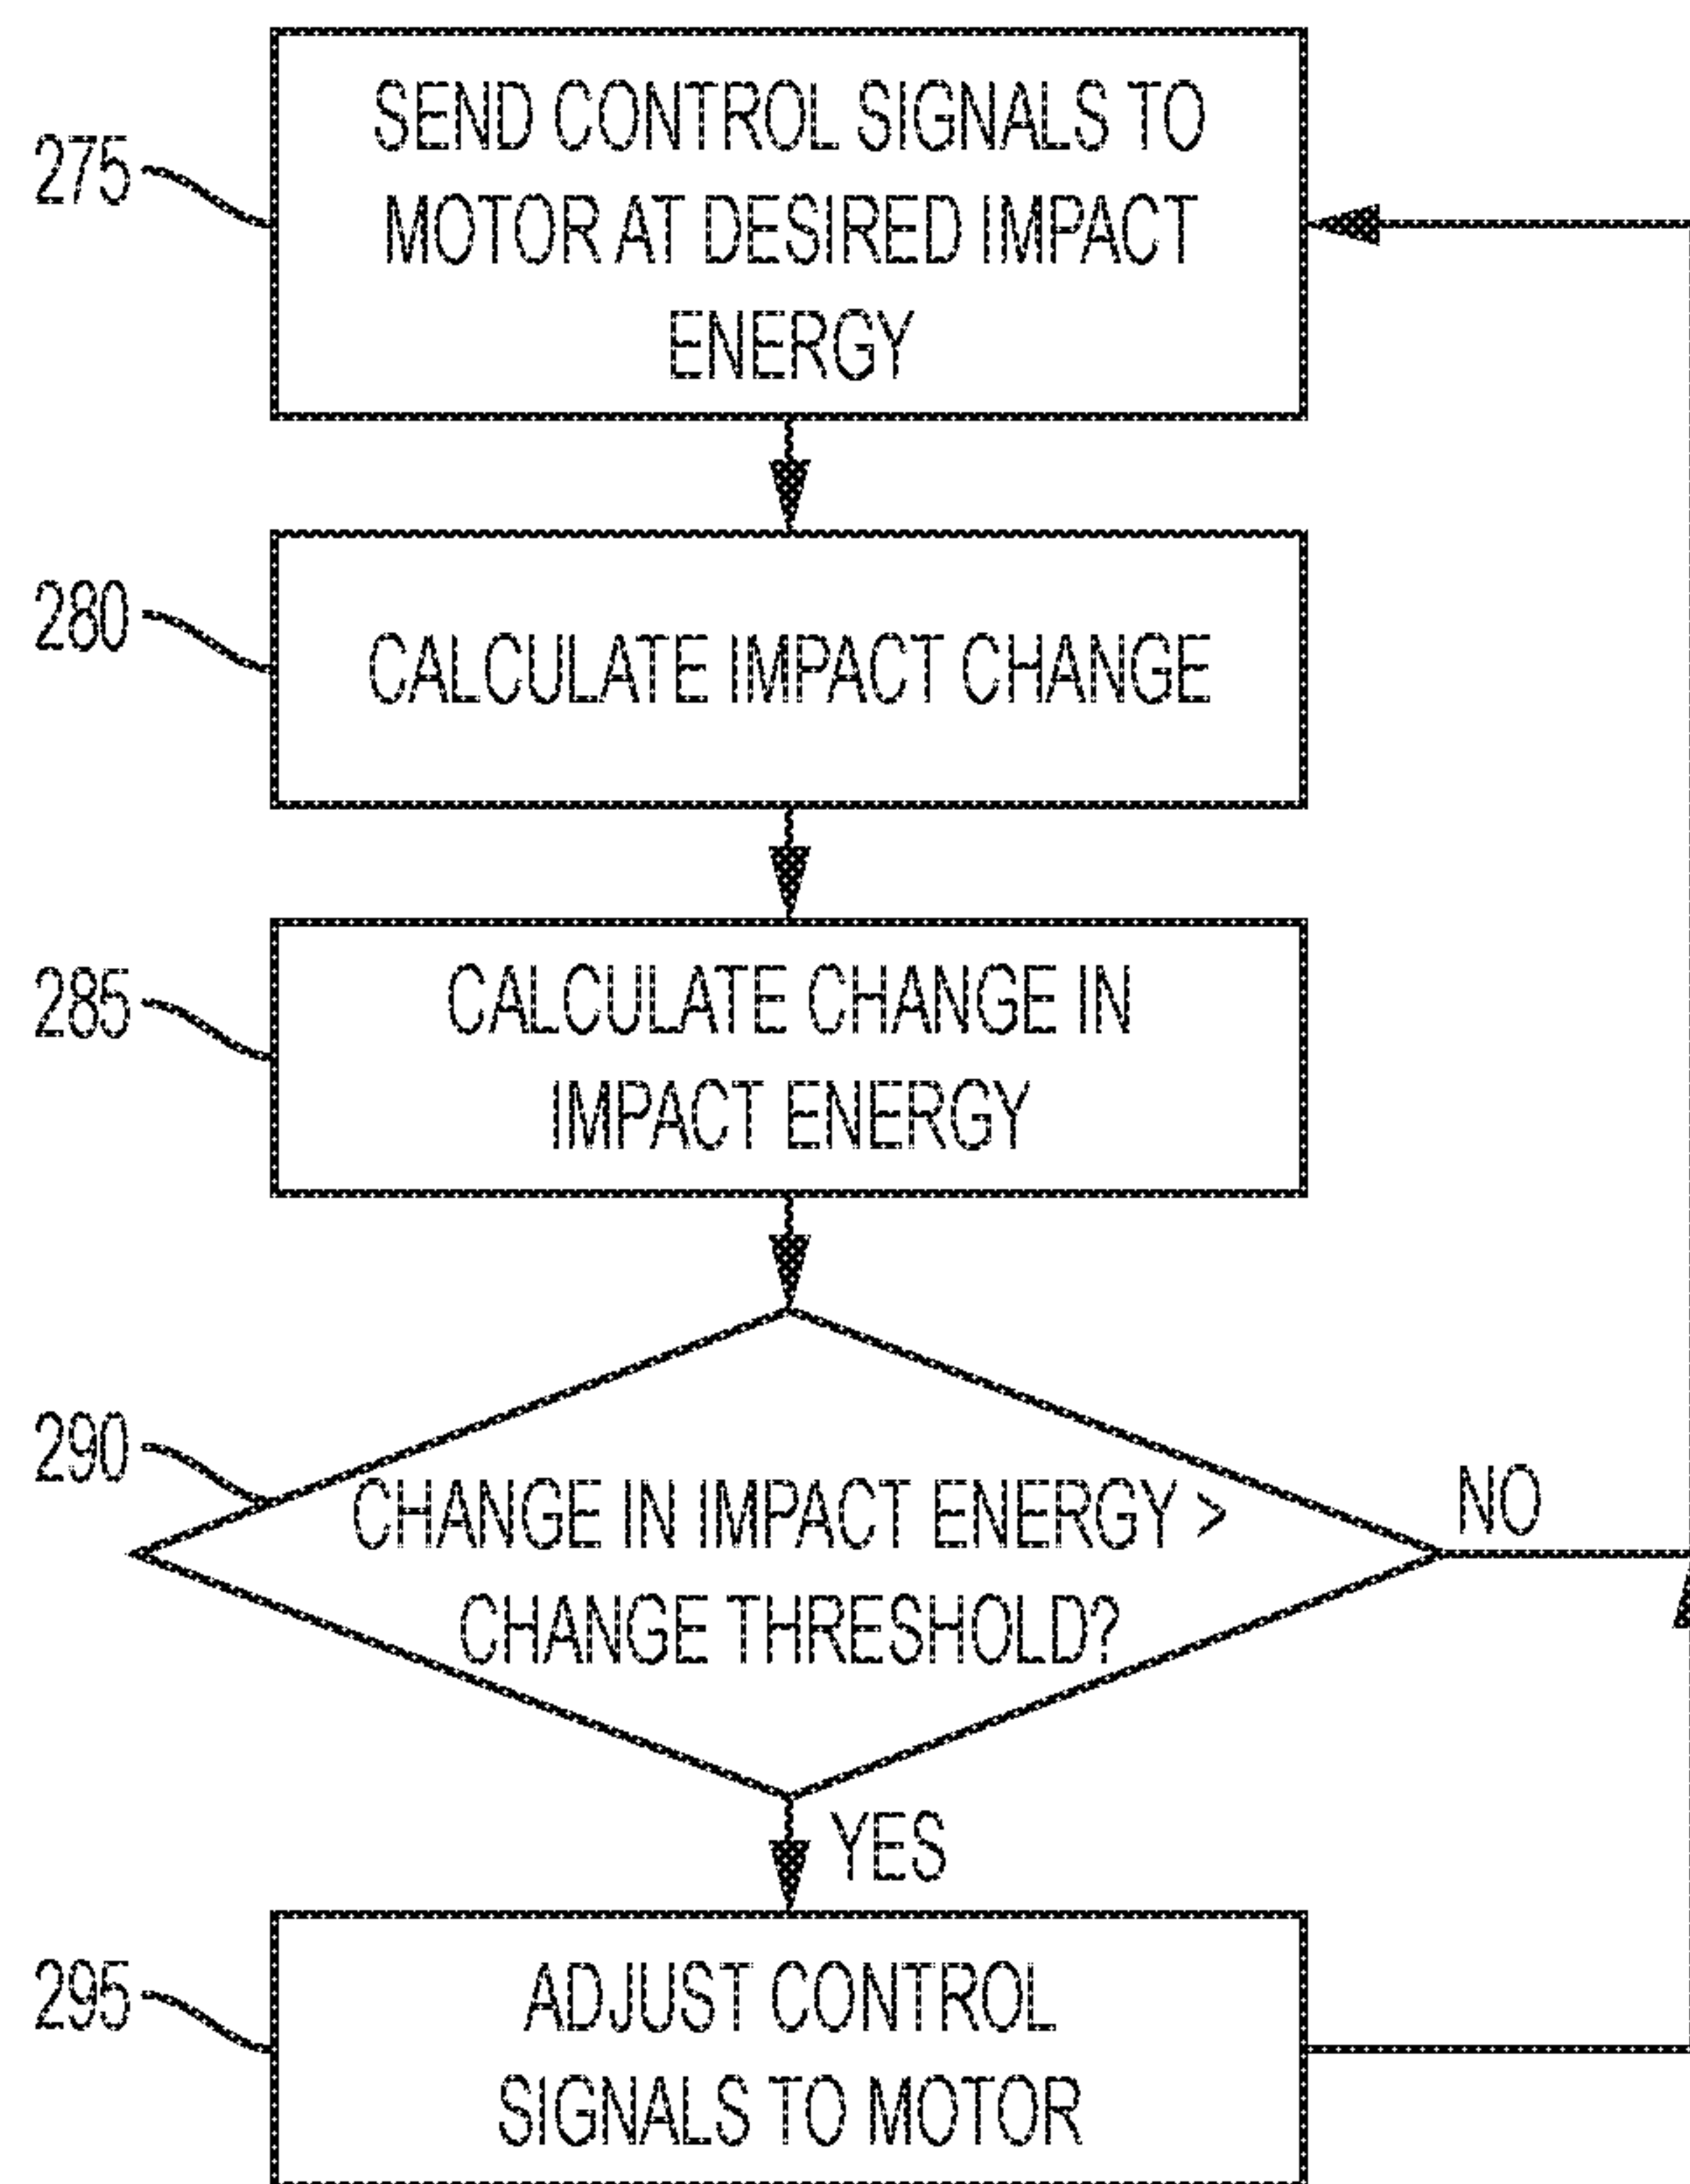 275
SEND CONTROL SIGNALS TO
MOTOR AT DESIRED IMPACT
ENERGY
280
CALCULATE IMPACT CHANGE
285
CALCULATE CHANGE IN
IMPACT ENERGY
290
CHANGE IN IMPACT ENERGY >
CHANGE THRESHOLD?
NO
YES
295
ADJUST CONTROL
SIGNALS TO MOTOR